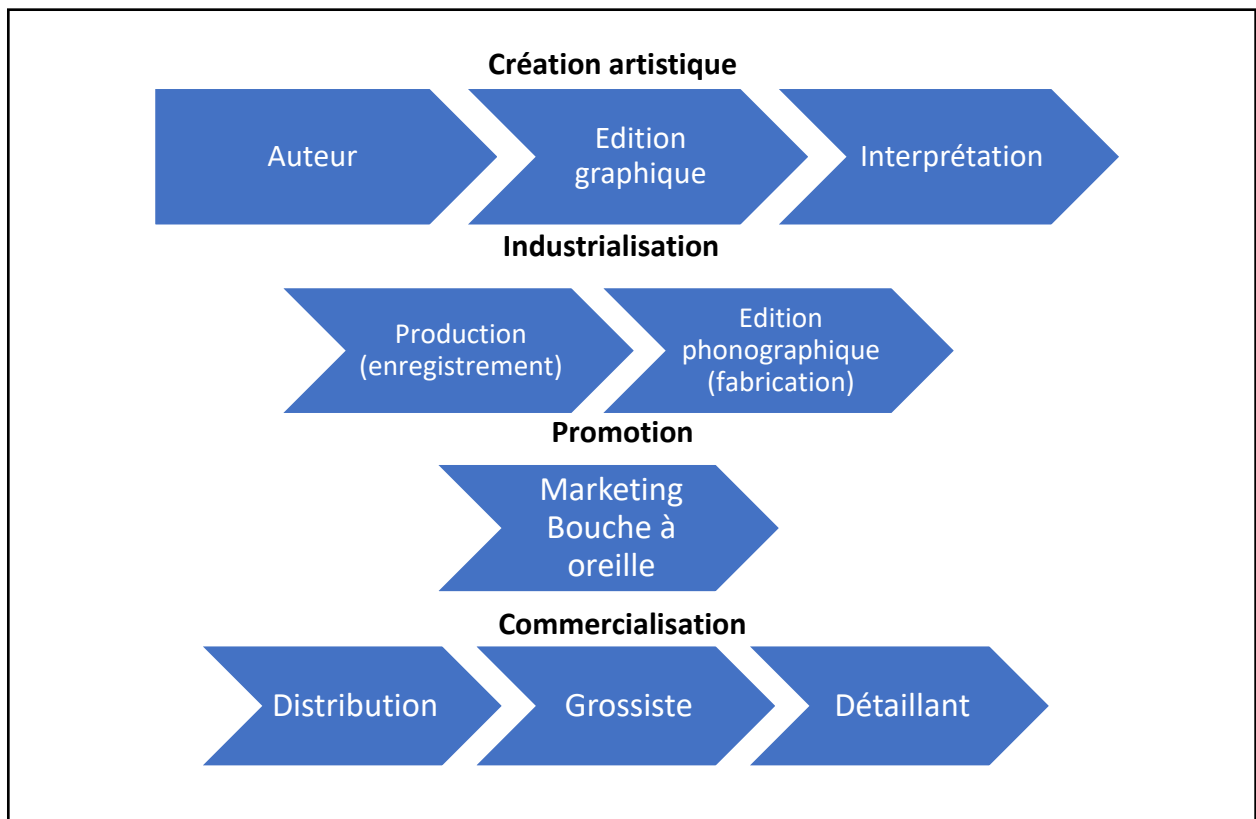 Création artistique
Auteur
Edition
graphique
Interprétation
Industrialisation
Production
(enregistrement)
Edition
phonographique
(fabrication)
Promotion
Marketing
Bouche à
oreille
Commercialisation
Distribution
Grossiste
Détaillant